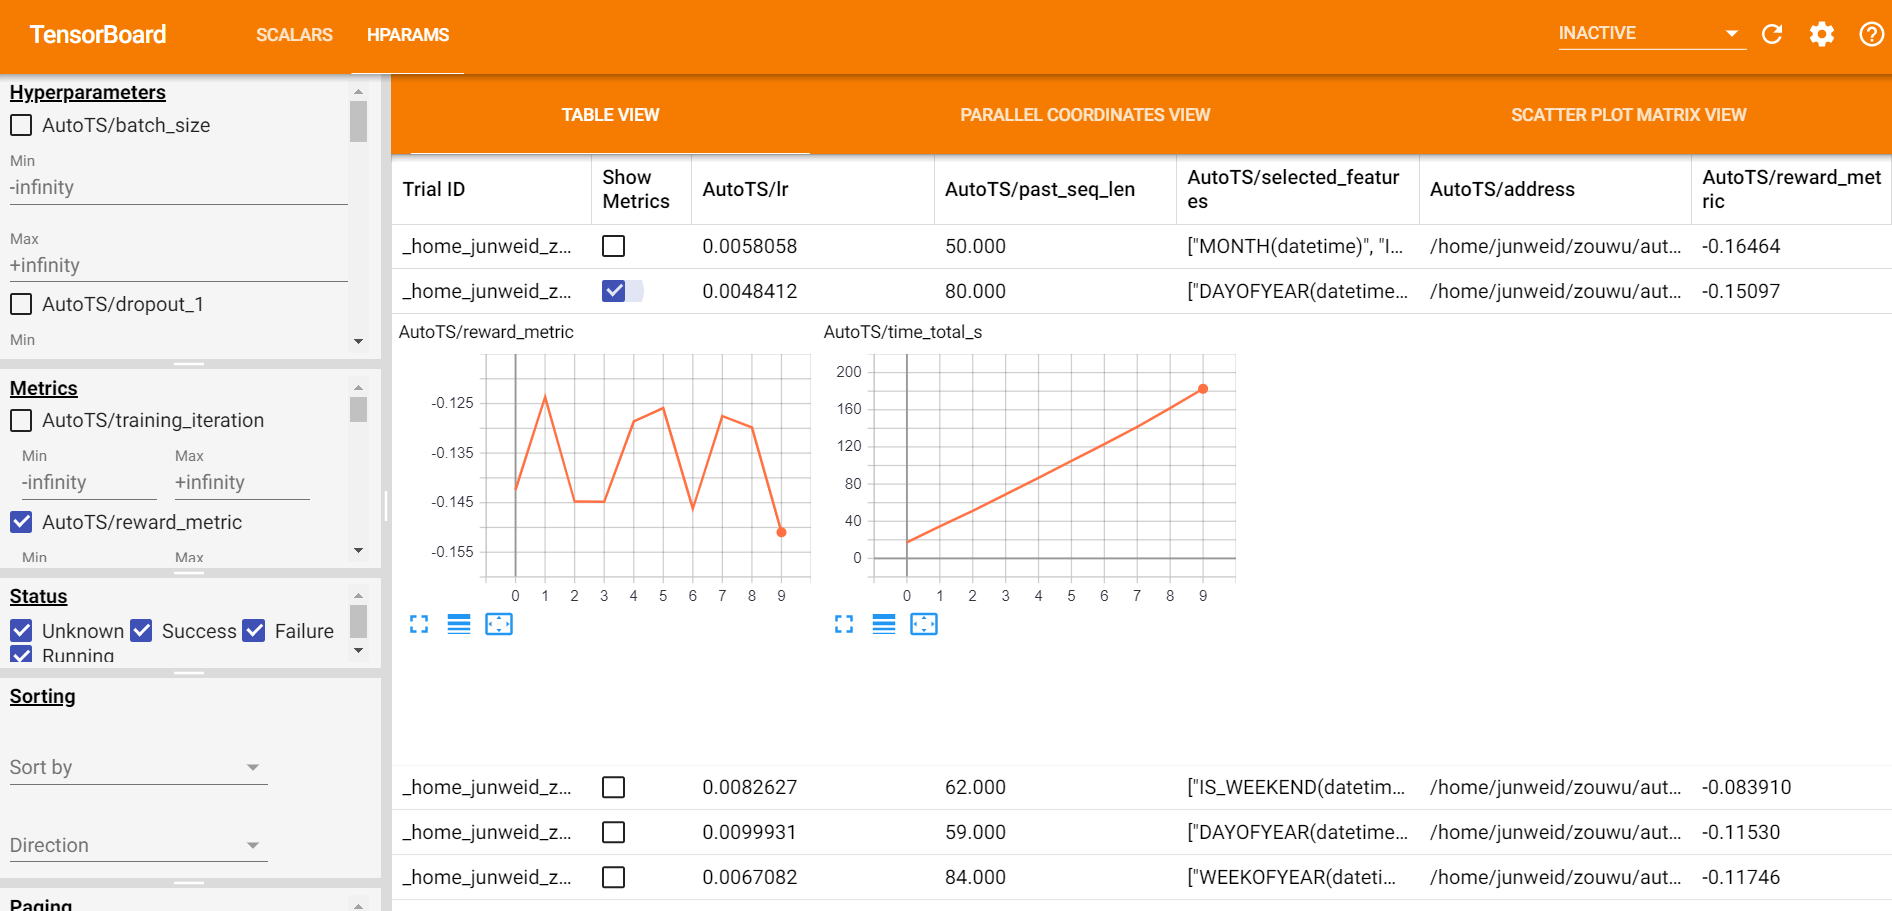 TensorBoard
SCALARS
HPARAMS
INACTIVE
Hyperparameters
AutoTS/batch_size
Min
-infinity
Max
+infinity
AutoTS/dropout_1
Min
Metrics
AutoTS/training_iteration
Min Max
-infinity +infinity
AutoTS/reward_metric
Min Max
Status
Unknown Success Failure
Running
Sorting
Sort by
Direction
Paging
TABLE VIEW
PARALLEL COORDINATES VIEW
SCATTER PLOT MATRIX VIEW
Trial ID
Show
Metrics
AutoTS/lr
AutoTS/past_seq_len
AutoTS/selected_featur
es
AutoTS/address
AutoTS/reward_met
ric
_home_junweid_z... 0.0058058 50.000 ["MONTH(datetime)", "I... /home/junweid/zouwu/aut... -0.16464
_home_junweid_z... 0.0048412 80.000 ["DAYOFYEAR(datetime... /home/junweid/zouwu/aut... -0.15097
AutoTS/reward_metric
-0.125
-0.135
-0.145
-0.155
0 1 2 3 4 5 6 7 8 9
AutoTS/time_total_s
200
160
120
80
40
0
0 1 2 3 4 5 6 7 8 9
_home_junweid_z... 0.0082627 62.000 ["IS_WEEKEND(datetim... /home/junweid/zouwu/aut... -0.083910
_home_junweid_z... 0.0099931 59.000 ["DAYOFYEAR(datetime... /home/junweid/zouwu/aut... -0.11530
_home_junweid_z... 0.0067082 84.000 ["WEEKOFYEAR(dateti... /home/junweid/zouwu/aut... -0.11746